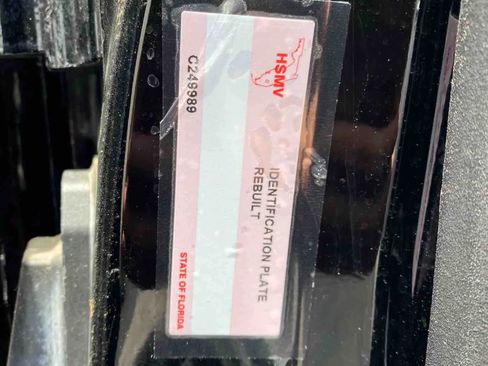 HSMV
IDENTIFICATION PLATE
REBUILT
C249989
STATE OF FLORIDA